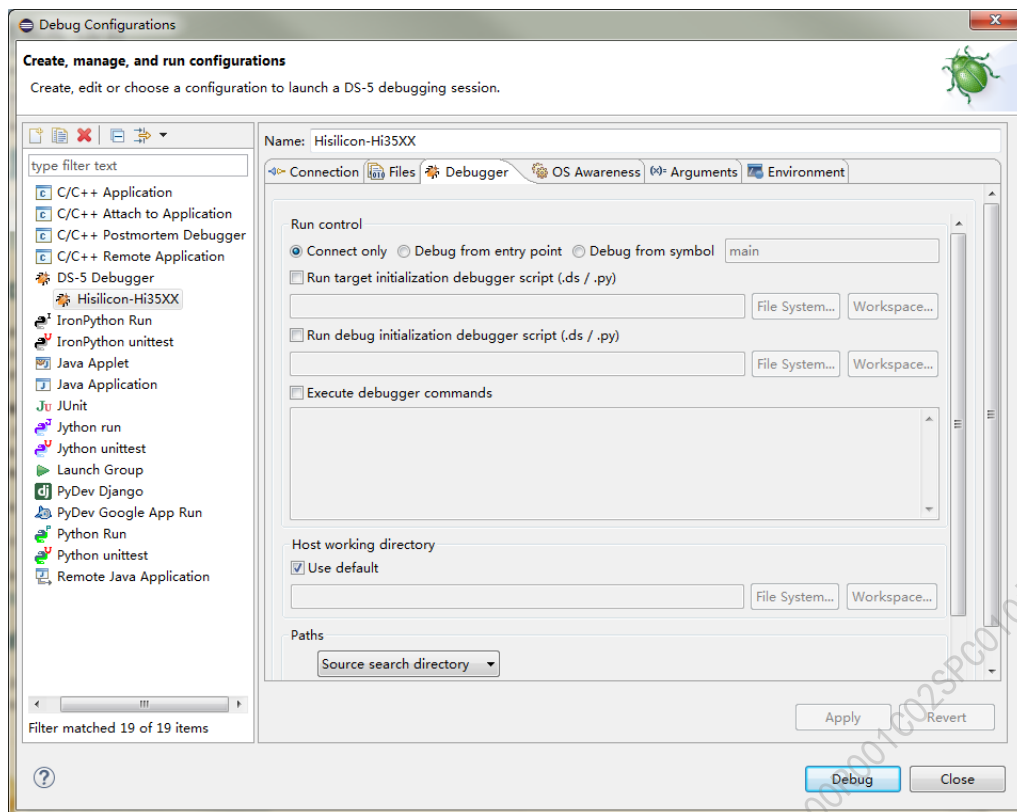 Debug Configurations
Create, manage, and run configurations
Create, edit or choose a configuration to launch a DS-5 debugging session.
type filter text
C/C++ Application
C/C++ Attach to Application
C/C++ Postmortem Debugger
C/C++ Remote Application
DS-5 Debugger
Hisilicon-Hi35XX
IronPython Run
IronPython unittest
Java Applet
Java Application
JUnit
Jython run
Jython unittest
Launch Group
PyDev Django
PyDev Google App Run
Python Run
Python unittest
Remote Java Application
Filter matched 19 of 19 items
Name: Hisilicon-Hi35XX
Connection Files Debugger OS Awareness Arguments Environment
Run control
Connect only Debug from entry point Debug from symbol main
Run target initialization debugger script (.ds / .py)
File System... Workspace...
Run debug initialization debugger script (.ds / .py)
File System... Workspace...
Execute debugger commands
Host working directory
Use default
File System... Workspace...
Paths
Source search directory
Apply Revert
Debug Close